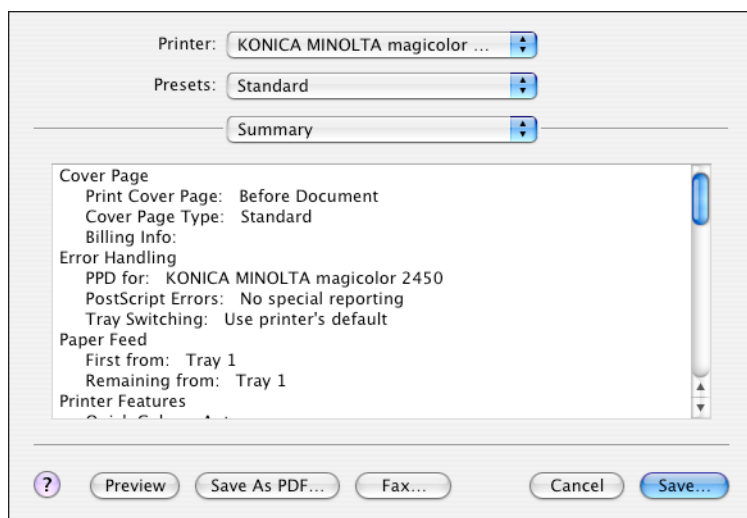 Printer: KONICA MINOLTA magicolor ...
Presets: Standard
Summary
Cover Page
Print Cover Page: Before Document
Cover Page Type: Standard
Billing Info:
Error Handling
PPD for: KONICA MINOLTA magicolor 2450
PostScript Errors: No special reporting
Tray Switching: Use printer's default
Paper Feed
First from: Tray 1
Remaining from: Tray 1
Printer Features
? Preview Save As PDF... Fax... Cancel Save...